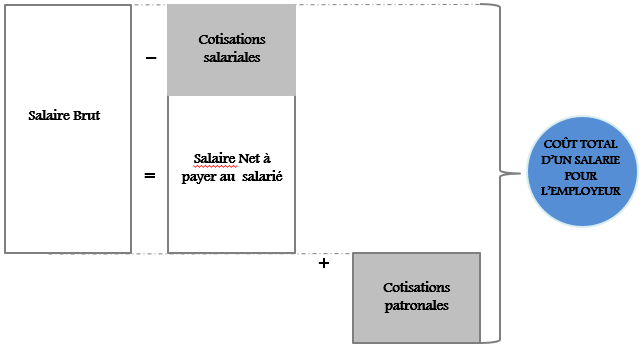 Cotisations
salariales
–
Salaire Brut
Salaire Net à
payer au salarié
=
COÛT TOTAL
D'UN SALARIE
POUR
L'EMPLOYEUR
+
Cotisations
patronales